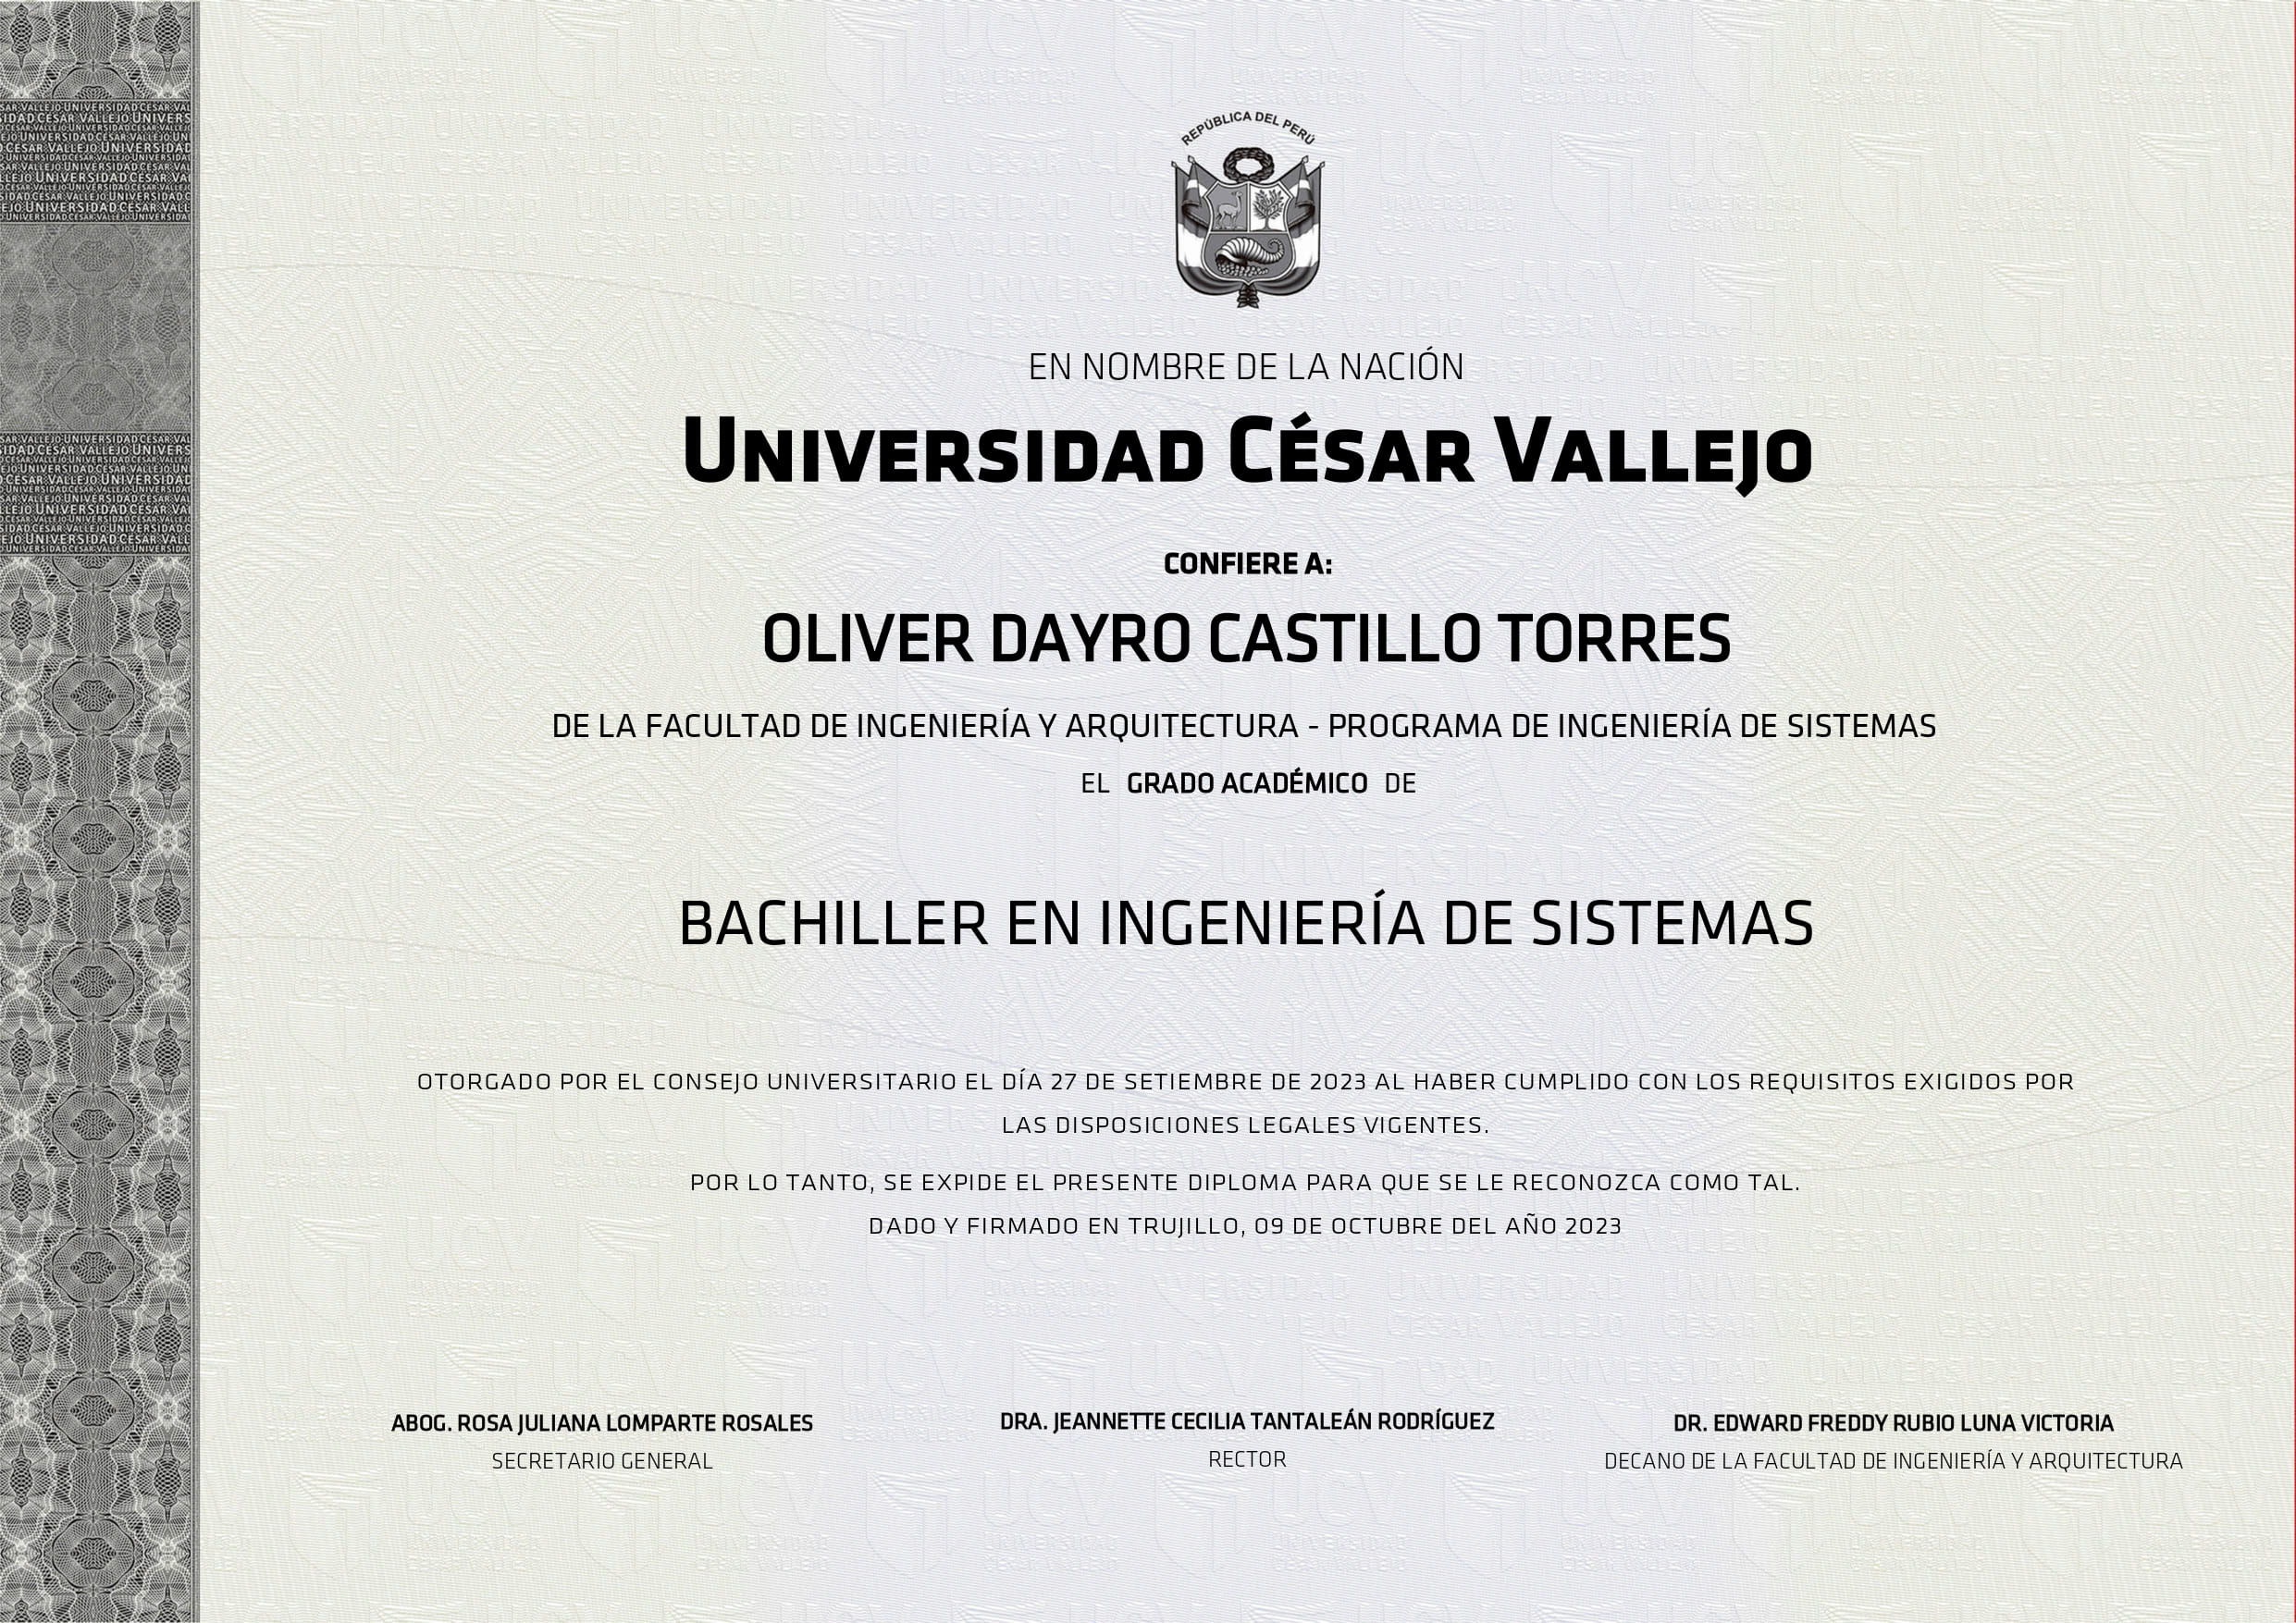 REPÚBLICA DEL PERÚ
EN NOMBRE DE LA NACIÓN
UNIVERSIDAD CÉSAR VALLEJO
CONFIERE A:
OLIVER DAYRO CASTILLO TORRES
DE LA FACULTAD DE INGENIERÍA Y ARQUITECTURA - PROGRAMA DE INGENIERÍA DE SISTEMAS
EL GRADO ACADÉMICO DE
BACHILLER EN INGENIERÍA DE SISTEMAS
OTORGADO POR EL CONSEJO UNIVERSITARIO EL DÍA 27 DE SETIEMBRE DE 2023 AL HABER CUMPLIDO CON LOS REQUISITOS EXIGIDOS POR
LAS DISPOSICIONES LEGALES VIGENTES.
POR LO TANTO, SE EXPIDE EL PRESENTE DIPLOMA PARA QUE SE LE RECONOZCA COMO TAL.
DADO Y FIRMADO EN TRUJILLO, 09 DE OCTUBRE DEL AÑO 2023
ABOG. ROSA JULIANA LOMPARTE ROSALES
SECRETARIO GENERAL
DRA. JEANNETTE CECILIA TANTALEÁN RODRÍGUEZ
RECTOR
DR. EDWARD FREDDY RUBIO LUNA VICTORIA
DECANO DE LA FACULTAD DE INGENIERÍA Y ARQUITECTURA